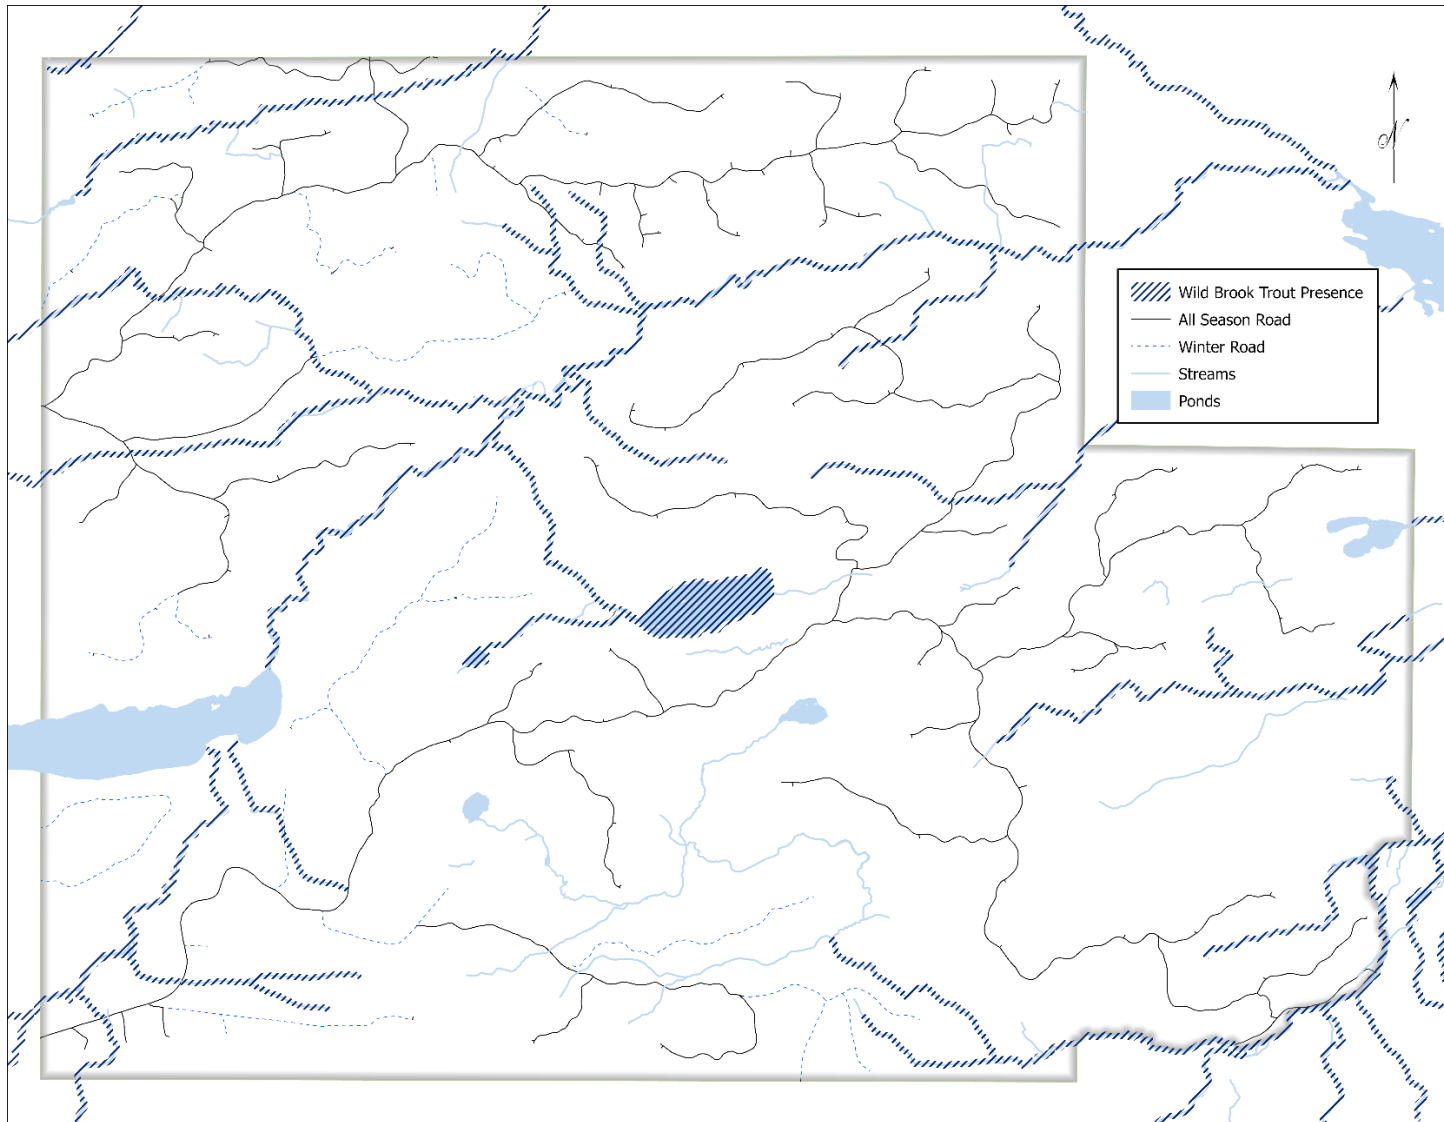 N
Wild Brook Trout Presence
All Season Road
Winter Road
Streams
Ponds